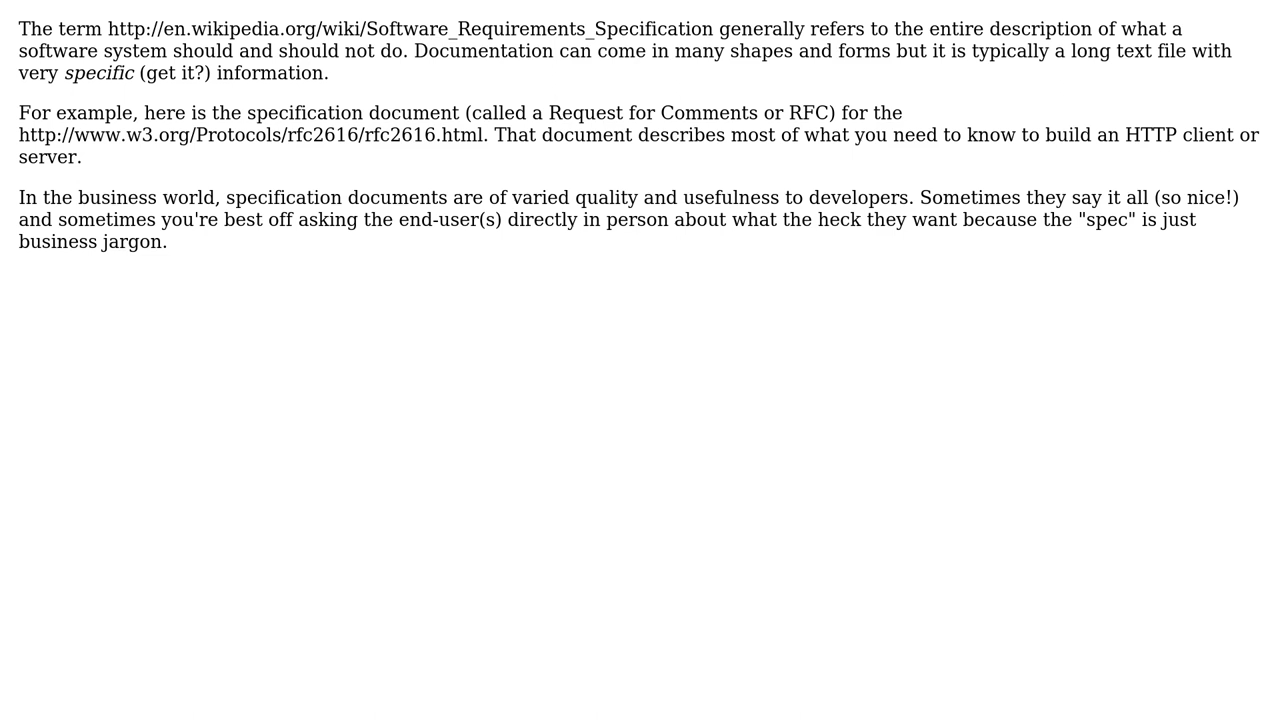 The term http://en.wikipedia.org/wiki/Software_Requirements_Specification generally refers to the entire description of what a
software system should and should not do. Documentation can come in many shapes and forms but it is typically a long text file with
very specific (get it?) information.
For example, here is the specification document (called a Request for Comments or RFC) for the
http://www.w3.org/Protocols/rfc2616/rfc2616.html. That document describes most of what you need to know to build an HTTP client or
server.
In the business world, specification documents are of varied quality and usefulness to developers. Sometimes they say it all (so nice!)
and sometimes you're best off asking the end-user(s) directly in person about what the heck they want because the "spec" is just
business jargon.